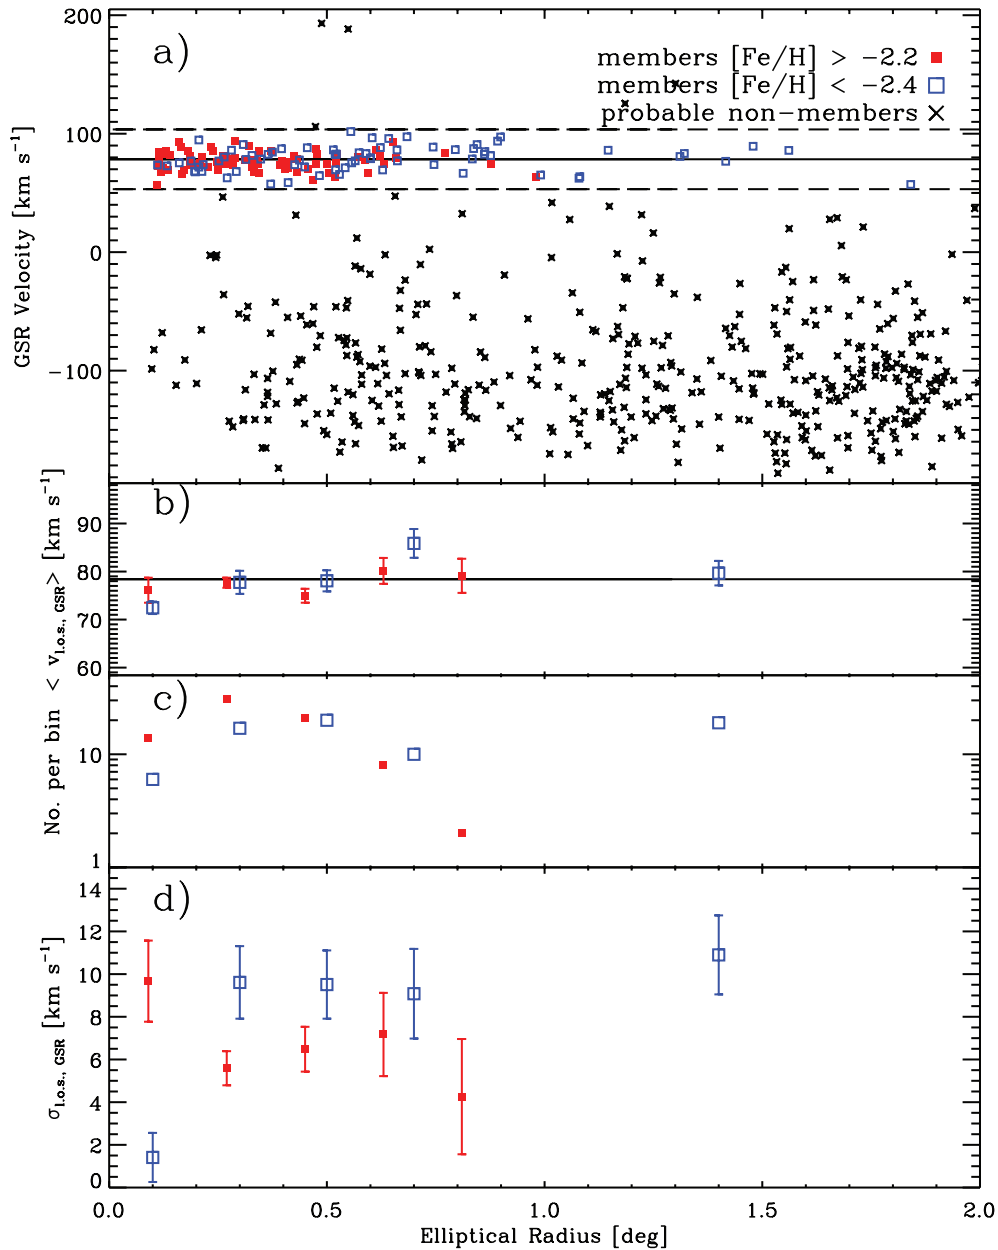 200
a)
members [Fe/H] > −2.2
members [Fe/H] < −2.4
probable non−members
100
0
−100
GSR Velocity [km s⁻¹]
b)
90
80
70
60
< v_l.o.s., GSR> [km s⁻¹]
c)
10
1
No. per bin
d)
14
12
10
8
6
4
2
0
σ_l.o.s., GSR [km s⁻¹]
0.0 0.5 1.0 1.5 2.0
Elliptical Radius [deg]